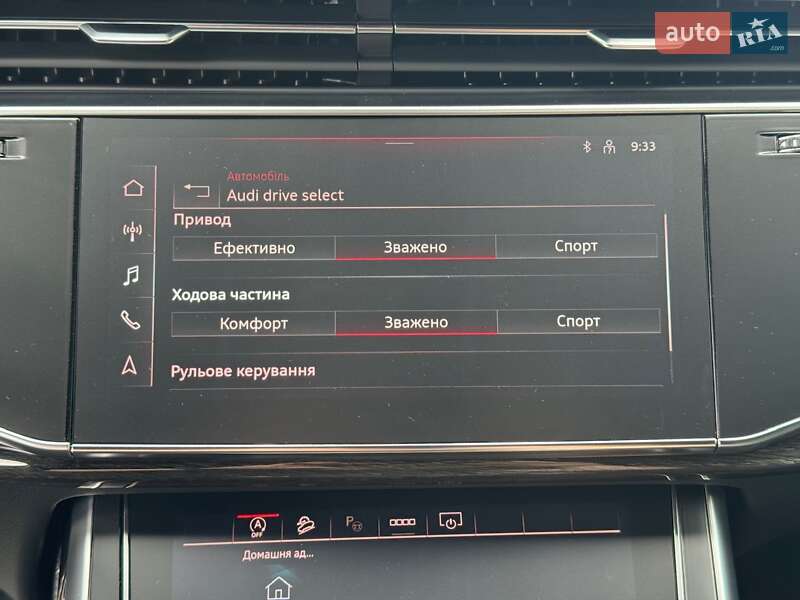 auto RIA
.com
9:33
Автомобіль
Audi drive select
Привод
Ефективно Зважено Спорт
Ходова частина
Комфорт Зважено Спорт
Рульове керування
A P
OFF
Домашня ад...